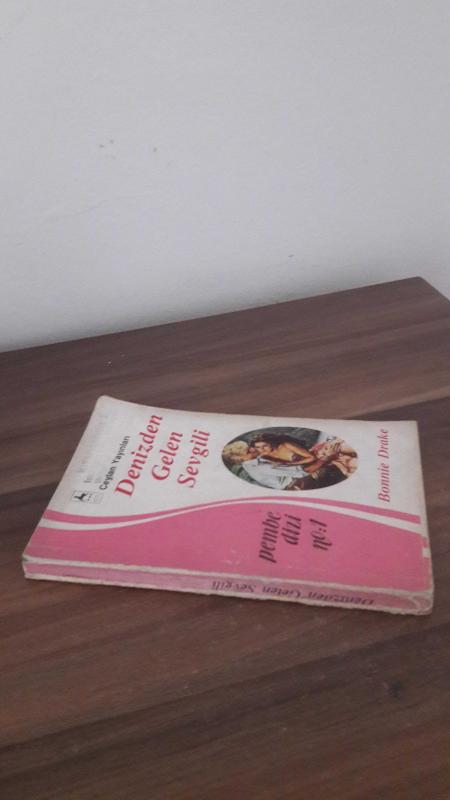 Ceylan Yayınları
Denizden
Gelen
Sevgili
Bonnie Drake
pembe
dizi
no:1
Denizden Gelen Sevgili